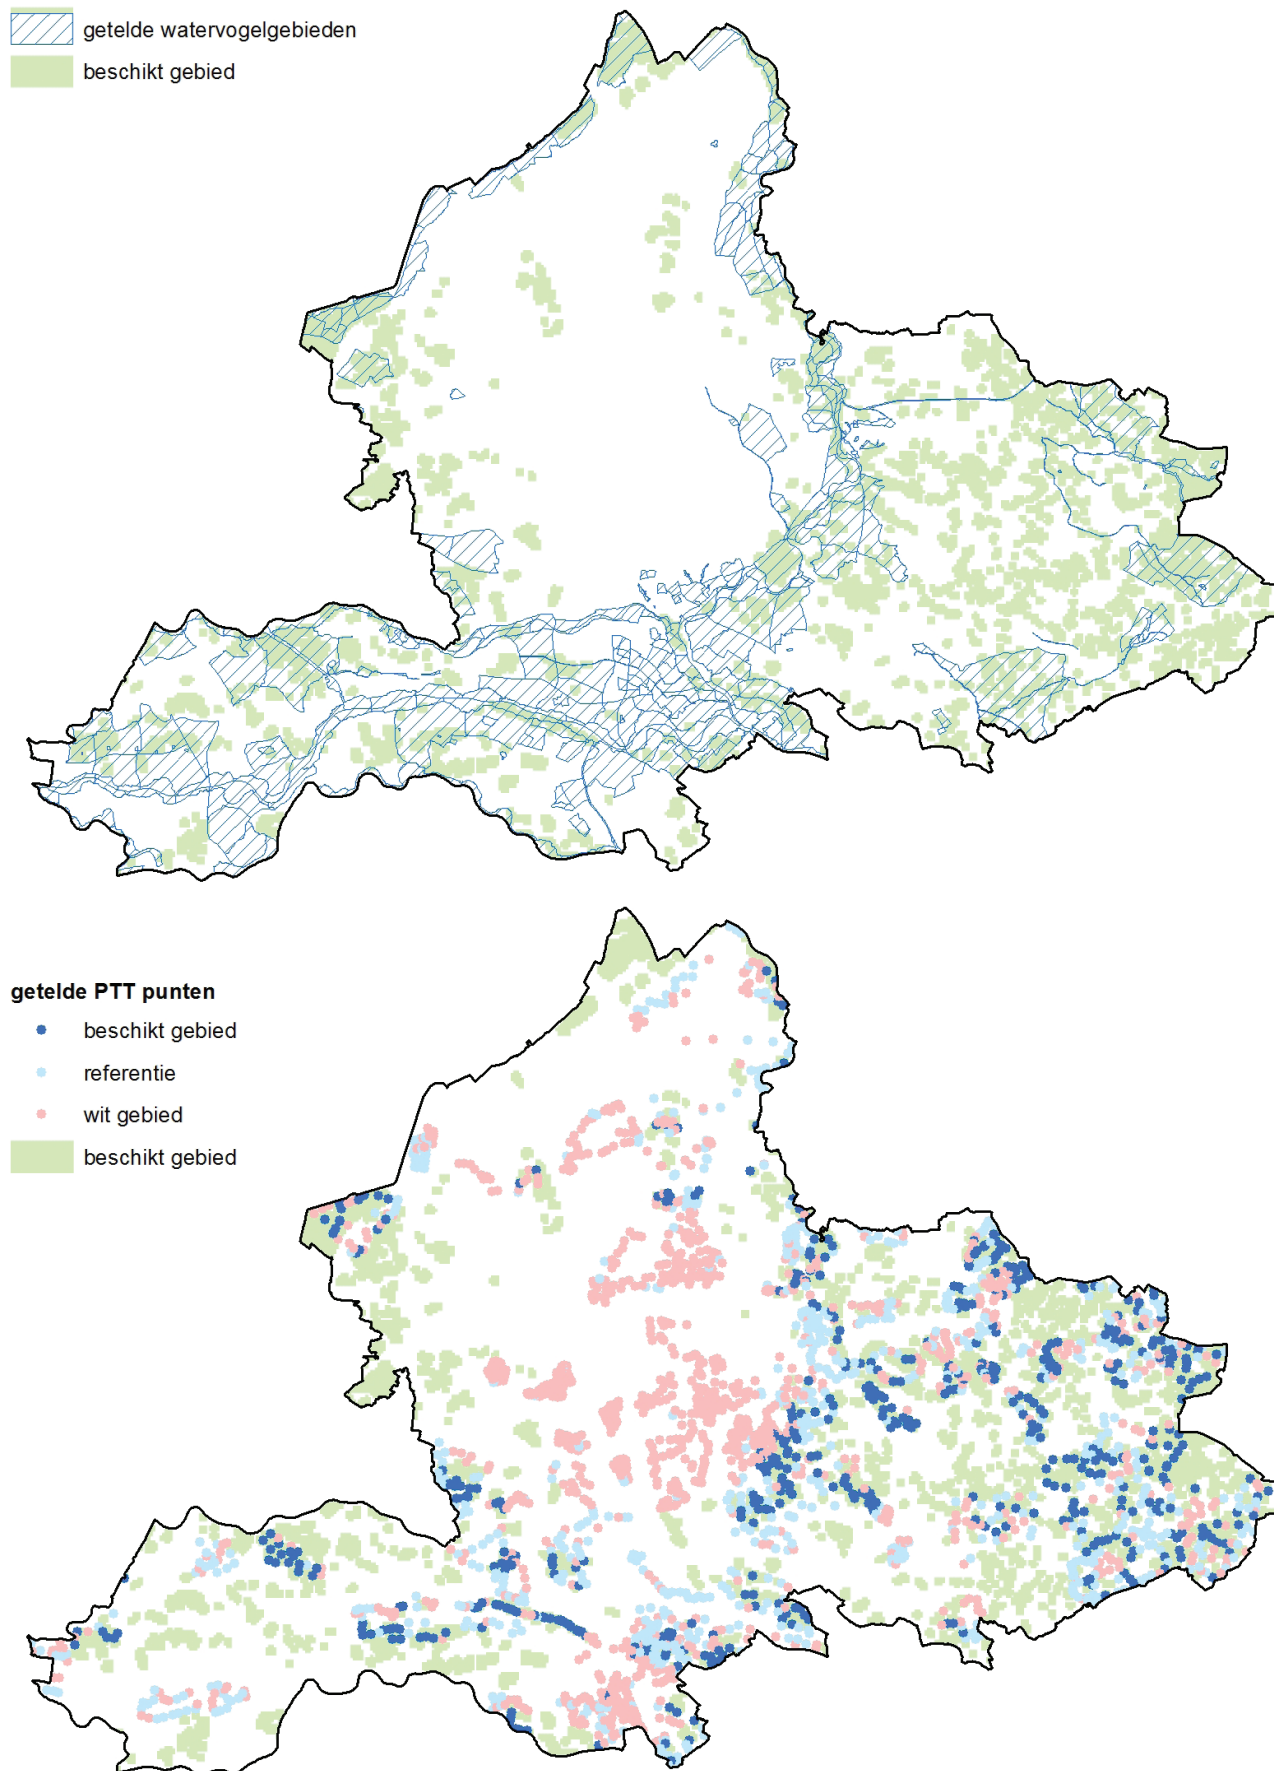 getelde watervogelgebieden
beschikt gebied
getelde PTT punten
beschikt gebied
referentie
wit gebied
beschikt gebied